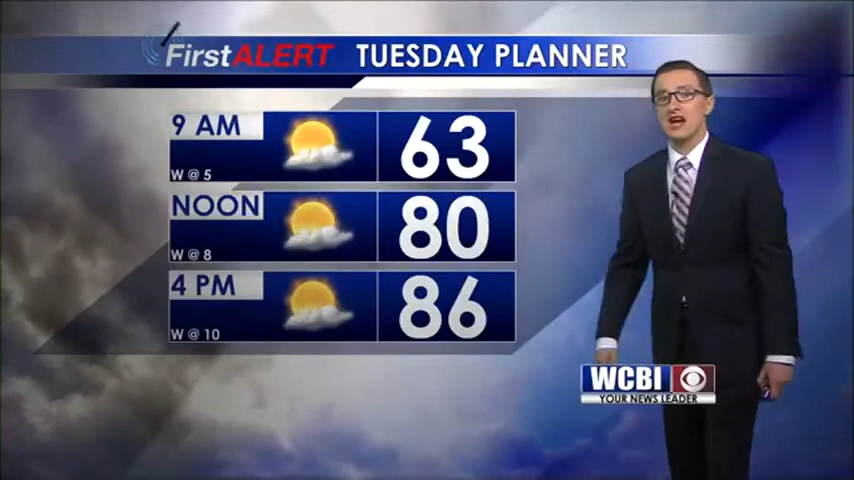 FirstALERT TUESDAY PLANNER
9 AM
W @ 5
63
NOON
W @ 8
80
4 PM
W @ 10
86
WCBI
YOUR NEWS LEADER